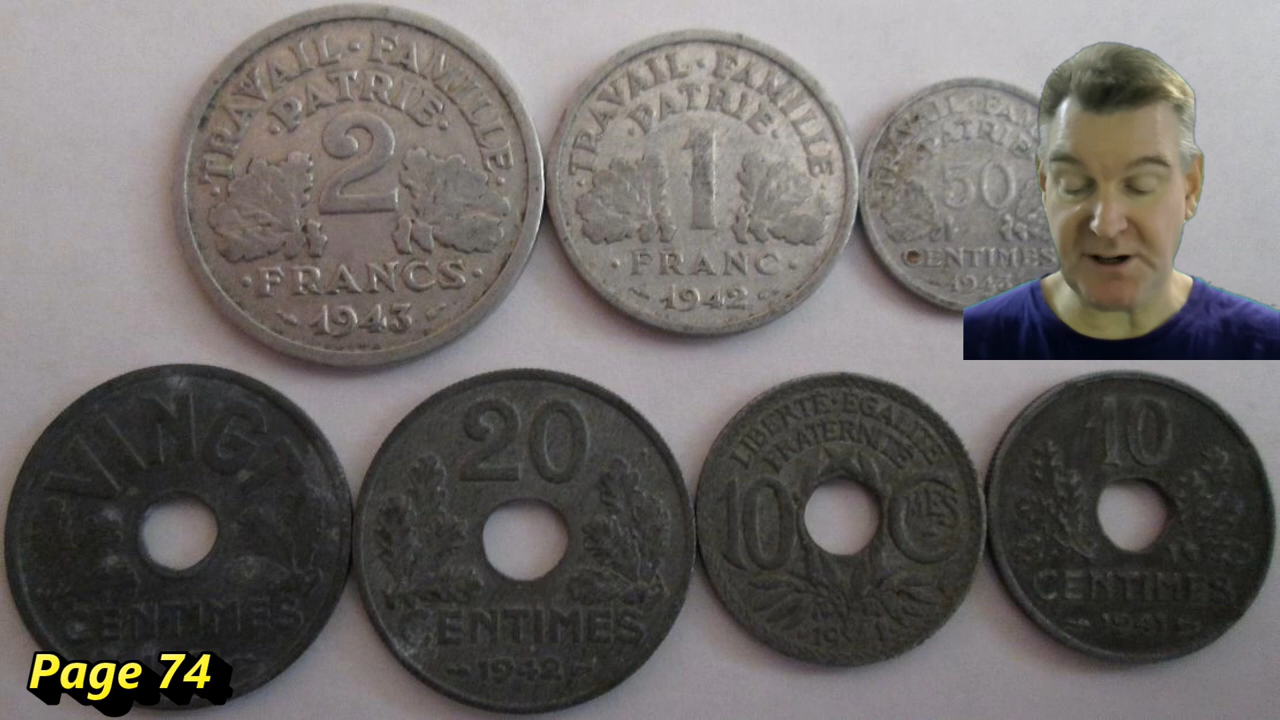 TRAVAIL · FAMILLE
· PATRIE ·
2
· FRANCS ·
1943
TRAVAIL · FAMILLE
· PATRIE ·
1
· FRANC ·
1942
50
CENTIMES
VINGT
CENTIMES
20
CENTIMES
1942
LIBERTE · EGALITE
FRATERNITE
10
CMES
10
CENTIMES
1941
Page 74